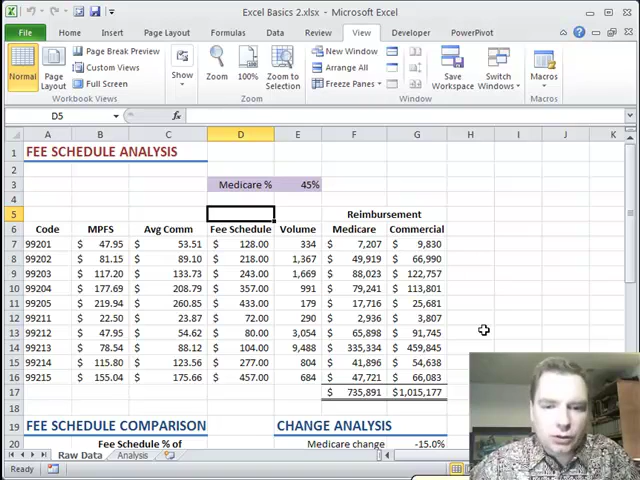 Excel Basics 2.xlsx - Microsoft Excel
File Home Insert Page Layout Formulas Data Review View Developer PowerPivot
Page Break Preview
Custom Views
Full Screen
Normal Page Layout
Workbook Views
Show
Zoom 100% Zoom to Selection
Zoom
New Window
Arrange All
Freeze Panes
Save Workspace Switch Windows
Window
Macros
Macros
D5 fx
A B C D E F G H I J K
1 FEE SCHEDULE ANALYSIS
2
3 Medicare % 45%
4
5 Reimbursement
6 Code MPFS Avg Comm Fee Schedule Volume Medicare Commercial
7 99201 $ 47.95 $ 53.51 $ 128.00 334 $ 7,207 $ 9,830
8 99202 $ 81.15 $ 89.10 $ 218.00 1,367 $ 49,919 $ 66,990
9 99203 $ 117.20 $ 133.73 $ 243.00 1,669 $ 88,023 $ 122,757
10 99204 $ 177.69 $ 208.79 $ 357.00 991 $ 79,241 $ 113,801
11 99205 $ 219.94 $ 260.85 $ 433.00 179 $ 17,716 $ 25,681
12 99211 $ 22.50 $ 23.87 $ 72.00 290 $ 2,936 $ 3,807
13 99212 $ 47.95 $ 54.62 $ 80.00 3,054 $ 65,898 $ 91,745
14 99213 $ 78.54 $ 88.12 $ 104.00 9,488 $ 335,334 $ 459,845
15 99214 $ 115.80 $ 123.56 $ 277.00 804 $ 41,896 $ 54,638
16 99215 $ 155.04 $ 175.66 $ 457.00 684 $ 47,721 $ 66,083
17 $ 735,891 $ 1,015,177
18
19 FEE SCHEDULE COMPARISON CHANGE ANALYSIS
20 Fee Schedule % of Medicare change -15.0%
Raw Data Analysis
Ready